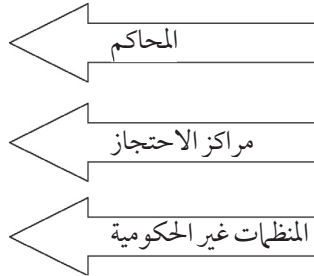 المحاكم
مراكز الاحتجاز
المنظمات غير الحكومية